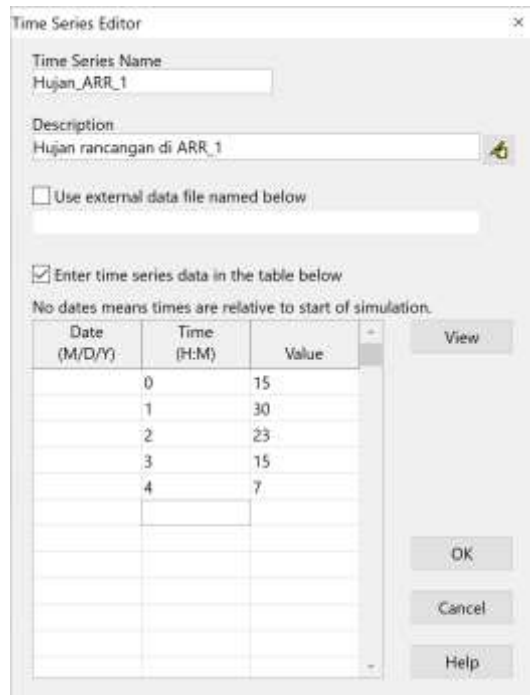 Time Series Editor
Time Series Name
Hujan_ARR_1
Description
Hujan rancangan di ARR_1
Use external data file named below
Enter time series data in the table below
No dates means times are relative to start of simulation.
Date (M/D/Y) Time (H:M) Value
View
0 15
1 30
2 23
3 15
4 7
OK
Cancel
Help